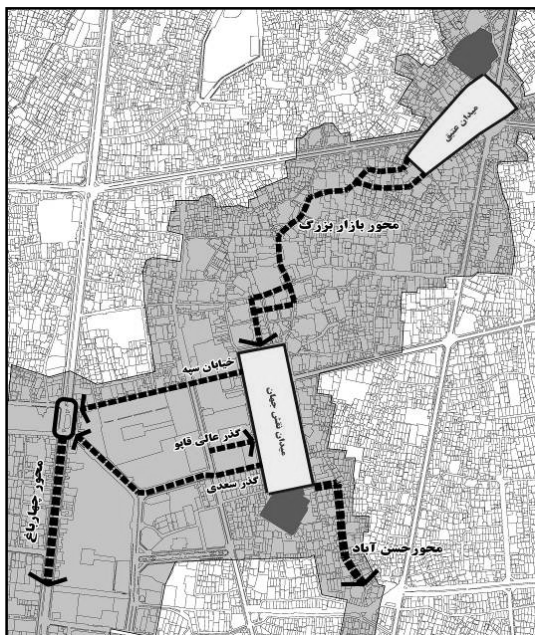 میدان عتیق
محور بازار بزرگ
خیابان سپه
میدان نقش جهان
گذر عالی قاپو
گذر سعدی
محور چهارباغ
محور حسن آباد